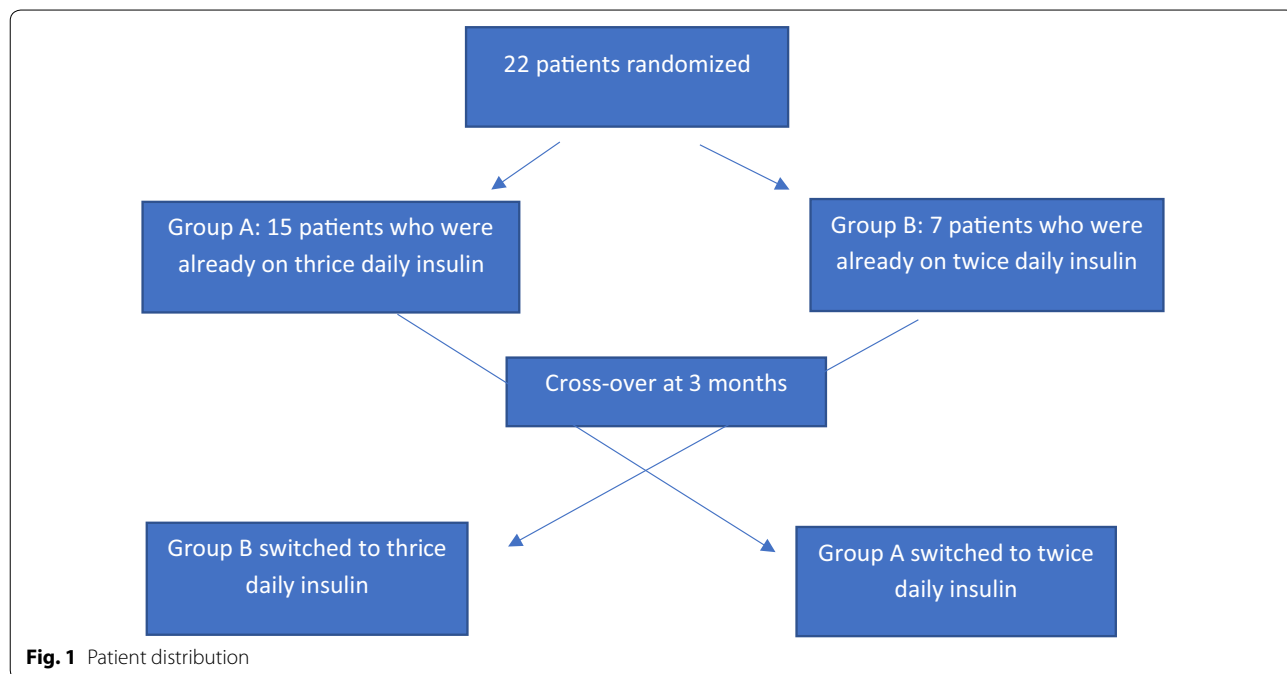 22 patients randomized
Group A: 15 patients who were
already on thrice daily insulin
Group B: 7 patients who were
already on twice daily insulin
Cross-over at 3 months
Group B switched to thrice
daily insulin
Group A switched to twice
daily insulin
Fig. 1 Patient distribution